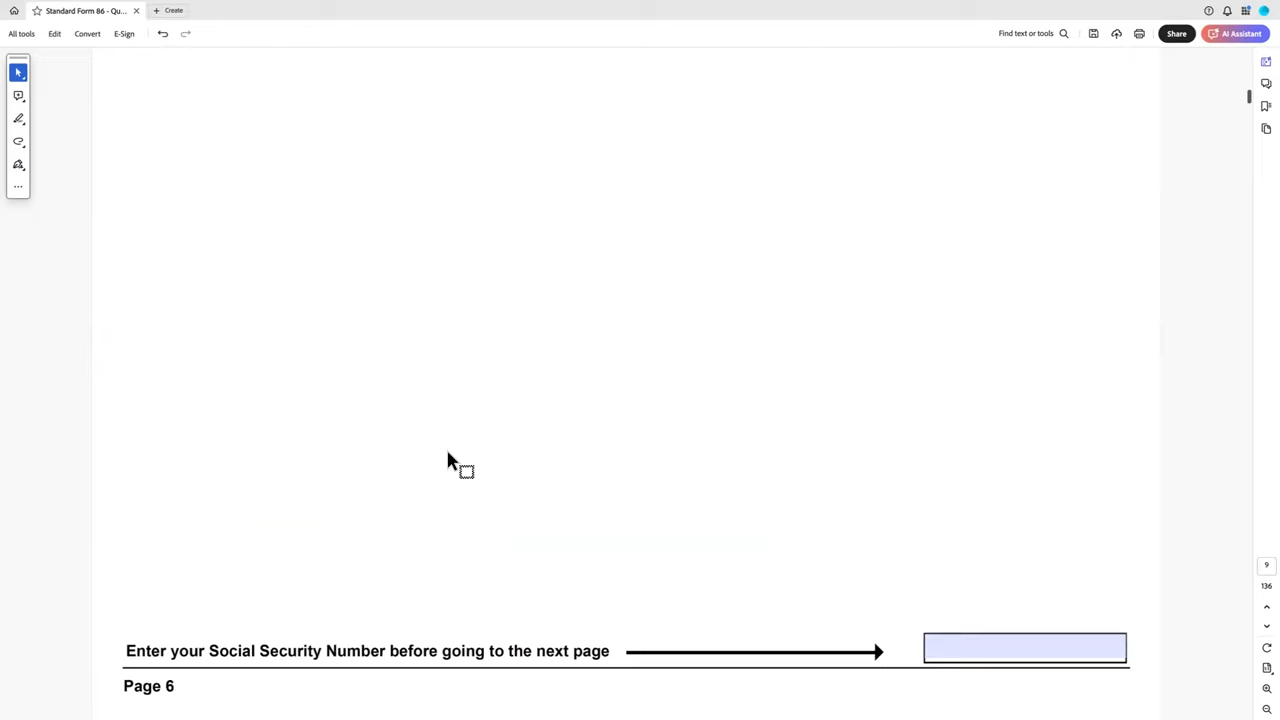 Standard Form 86 - Qu...
Create
All tools
Edit
Convert
E-Sign
Find text or tools
Share
AI Assistant
9
136
Enter your Social Security Number before going to the next page
Page 6